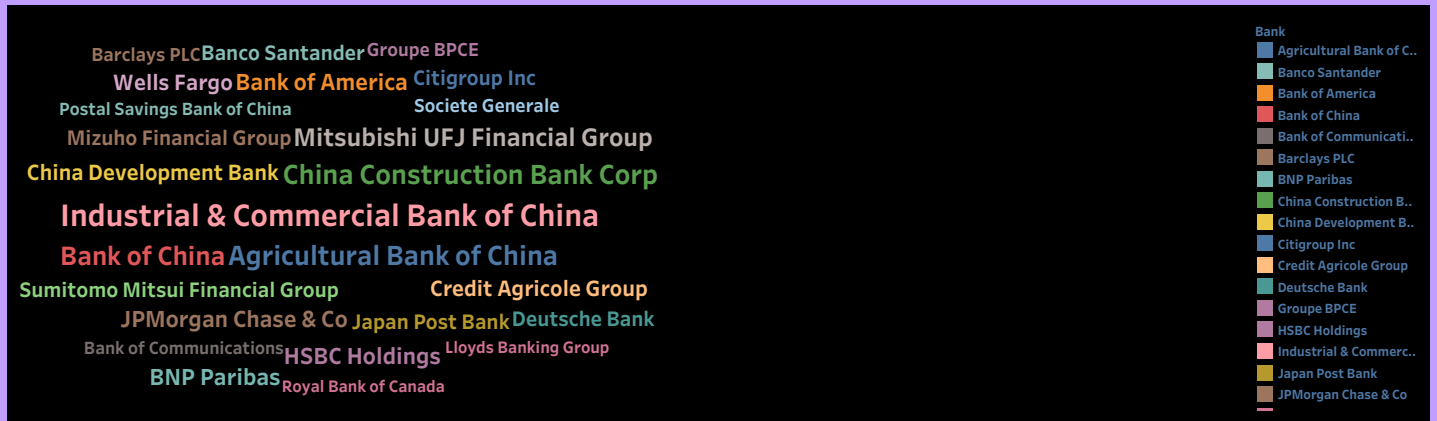 Barclays PLC Banco Santander Groupe BPCE
Wells Fargo Bank of America Citigroup Inc
Postal Savings Bank of China Societe Generale
Mizuho Financial Group Mitsubishi UFJ Financial Group
China Development Bank China Construction Bank Corp
Industrial & Commercial Bank of China
Bank of China Agricultural Bank of China
Sumitomo Mitsui Financial Group Credit Agricole Group
JPMorgan Chase & Co Japan Post Bank Deutsche Bank
Bank of Communications HSBC Holdings Lloyds Banking Group
BNP Paribas Royal Bank of Canada
Bank
Agricultural Bank of C..
Banco Santander
Bank of America
Bank of China
Bank of Communicati..
Barclays PLC
BNP Paribas
China Construction B..
China Development B..
Citigroup Inc
Credit Agricole Group
Deutsche Bank
Groupe BPCE
HSBC Holdings
Industrial & Commerc..
Japan Post Bank
JPMorgan Chase & Co